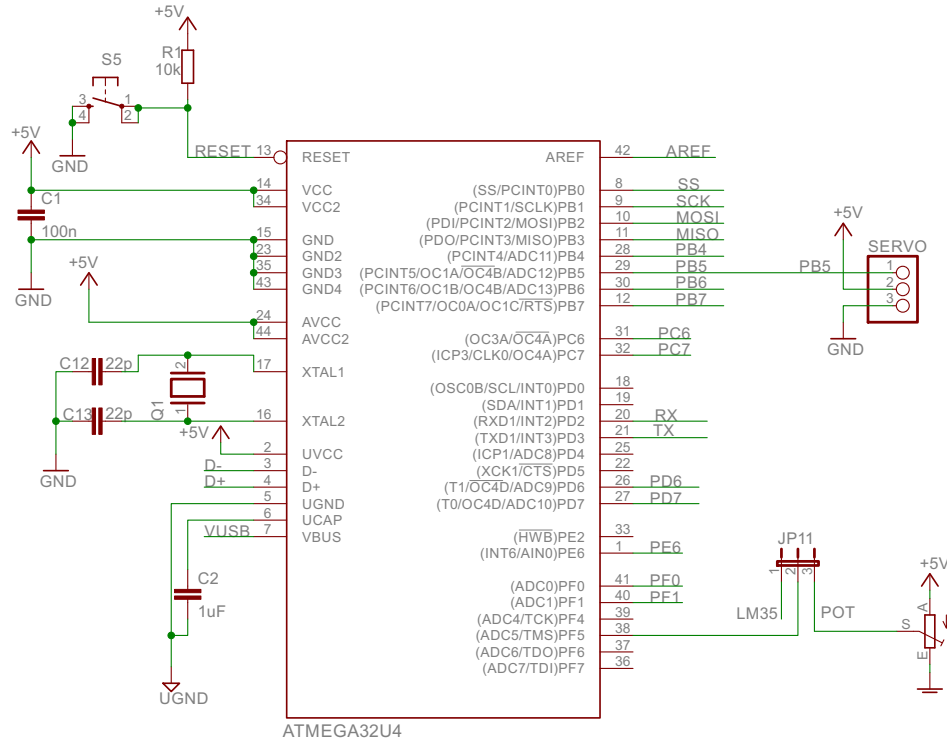 +5V
S5
R1
10k
3
1
4
2
+5V
GND
RESET 13
RESET
AREF
42
AREF
14
VCC
(SS/PCINT0)PB0
8
SS
34
VCC2
(PCINT1/SCLK)PB1
9
SCK
C1
(PDI/PCINT2/MOSI)PB2
10
MOSI
100n
15
GND
(PDO/PCINT3/MISO)PB3
11
MISO
+5V
SERVO
23
GND2
(PCINT4/ADC11)PB4
28
PB4
+5V
35
GND3
(PCINT5/OC1A/OC4B/ADC12)PB5
29
PB5
PB5
1
43
GND4
(PCINT6/OC1B/OC4B/ADC13)PB6
30
PB6
2
GND
(PCINT7/OC0A/OC1C/RTS)PB7
12
PB7
3
24
AVCC
44
AVCC2
(OC3A/OC4A)PC6
31
PC6
GND
(ICP3/CLK0/OC4A)PC7
32
PC7
C12
22p
2
17
XTAL1
(OSC0B/SCL/INT0)PD0
18
(SDA/INT1)PD1
19
C13
22p
Q1
1
16
XTAL2
(RXD1/INT2)PD2
20
RX
+5V
(TXD1/INT3)PD3
21
TX
2
UVCC
(ICP1/ADC8)PD4
25
GND
D-
3
D-
(XCK1/CTS)PD5
22
D+
4
D+
(T1/OC4D/ADC9)PD6
26
PD6
5
UGND
(T0/OC4D/ADC10)PD7
27
PD7
6
UCAP
VUSB
7
VBUS
(HWB)PE2
33
JP11
(INT6/AIN0)PE6
1
PE6
1
2
3
+5V
C2
(ADC0)PF0
41
PF0
1uF
(ADC1)PF1
40
PF1
LM35
POT
A
(ADC4/TCK)PF4
39
S
(ADC5/TMS)PF5
38
(ADC6/TDO)PF6
37
E
(ADC7/TDI)PF7
36
UGND
ATMEGA32U4